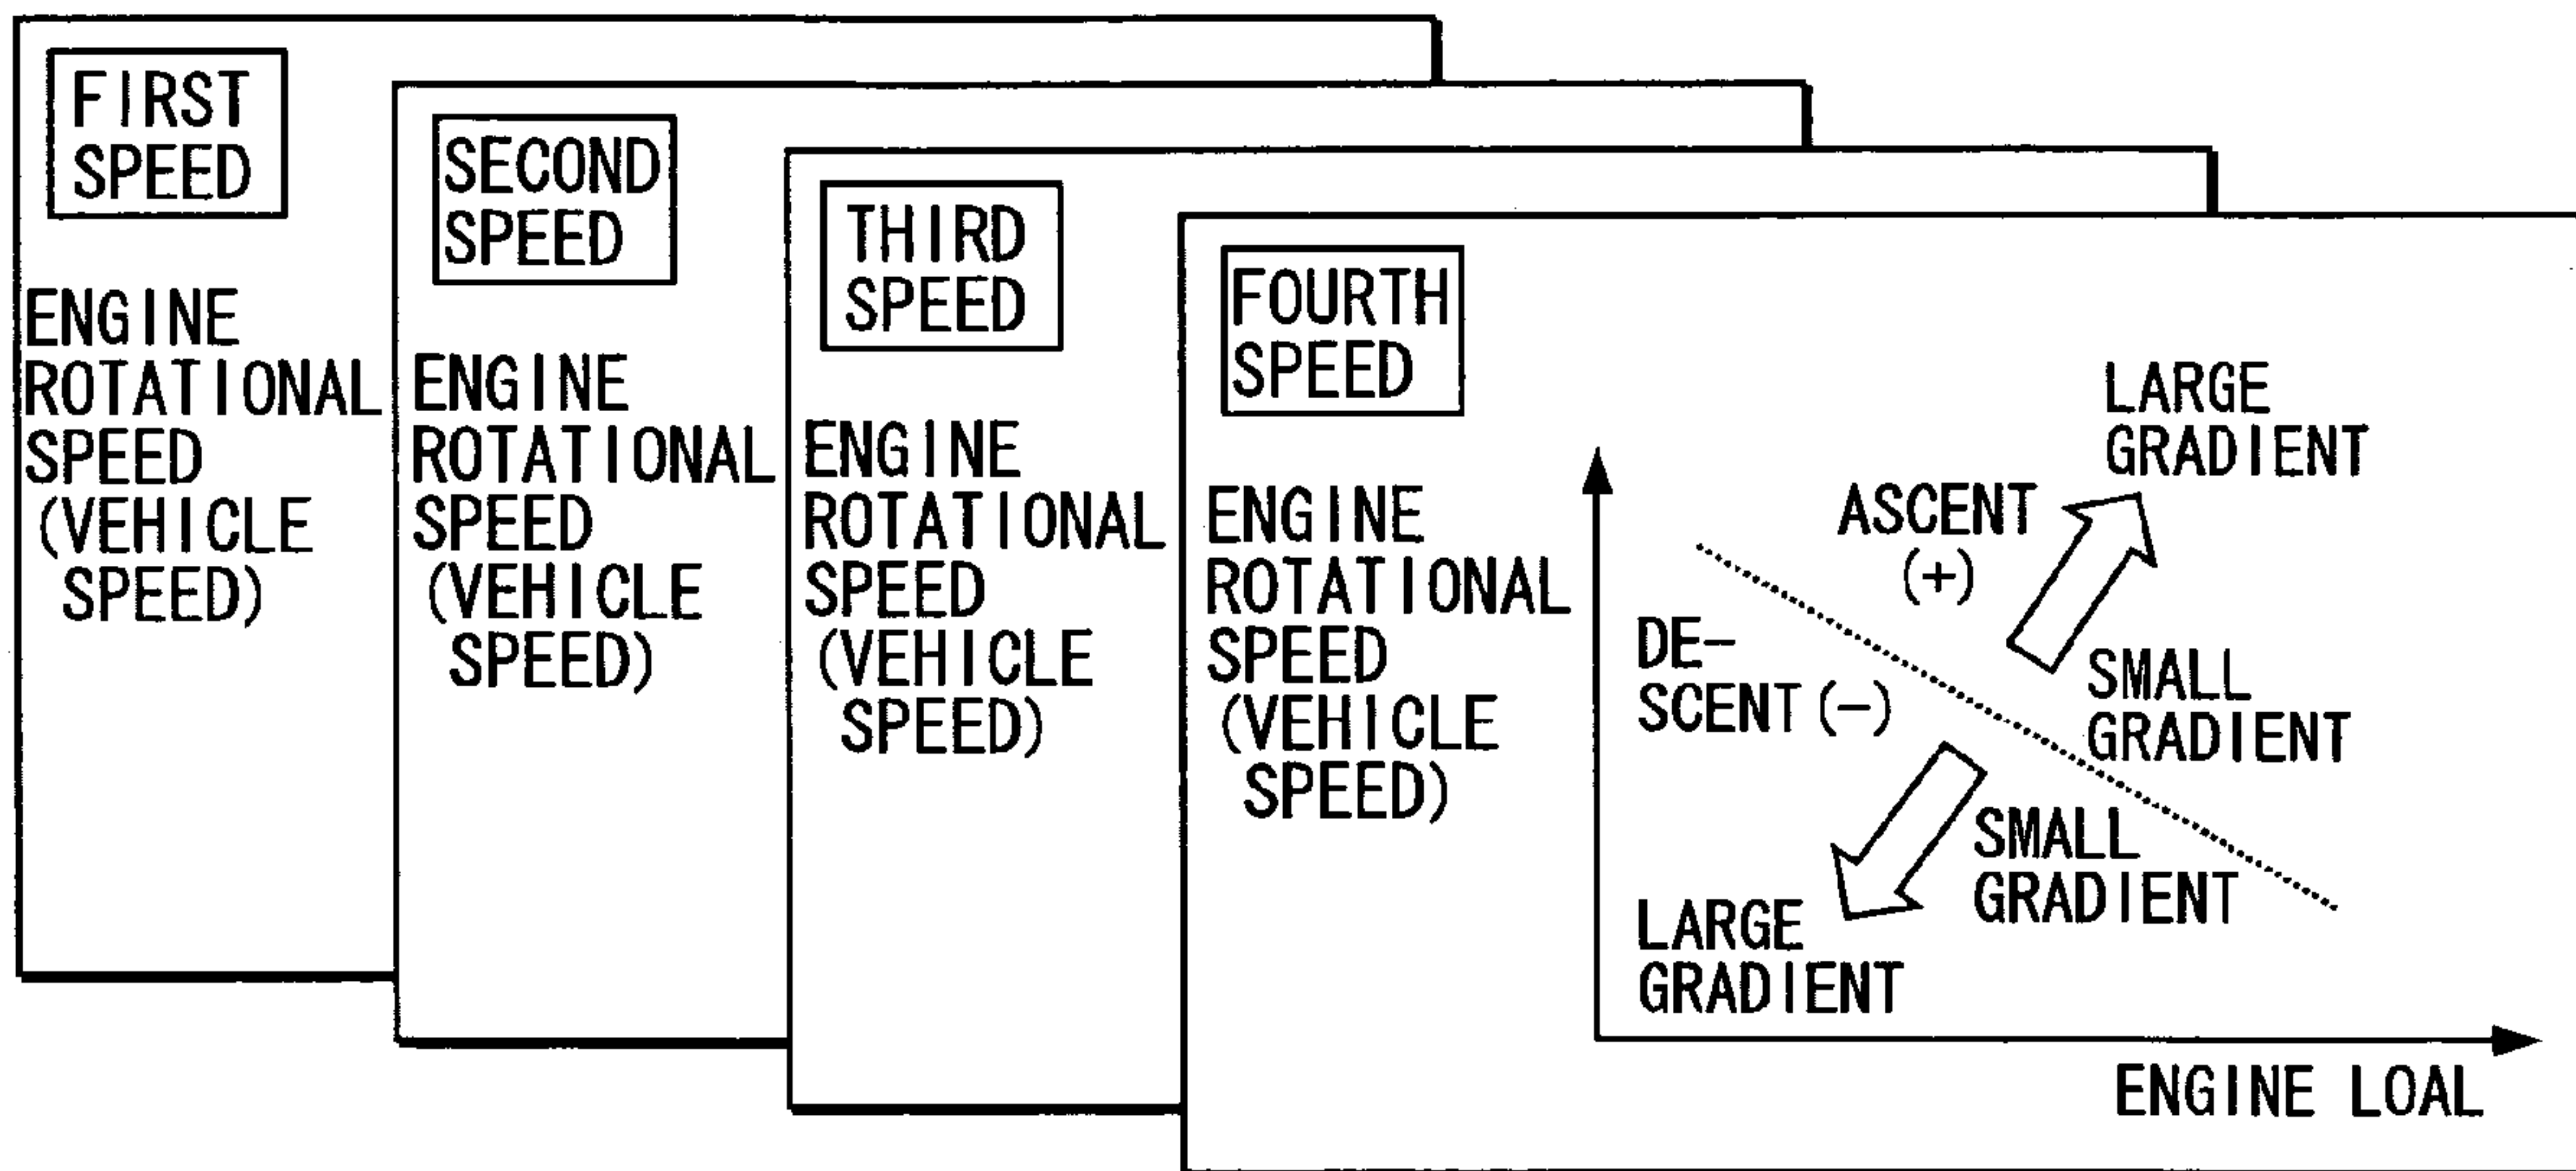 FIRST
SPEED
ENGINE
ROTATIONAL
SPEED
(VEHICLE
SPEED)
SECOND
SPEED
ENGINE
ROTATIONAL
SPEED
(VEHICLE
SPEED)
THIRD
SPEED
ENGINE
ROTATIONAL
SPEED
(VEHICLE
SPEED)
FOURTH
SPEED
ENGINE
ROTATIONAL
SPEED
(VEHICLE
SPEED)
LARGE
GRADIENT
ASCENT
(+)
DE-
SCENT (-)
SMALL
GRADIENT
SMALL
GRADIENT
LARGE
GRADIENT
ENGINE LOAL